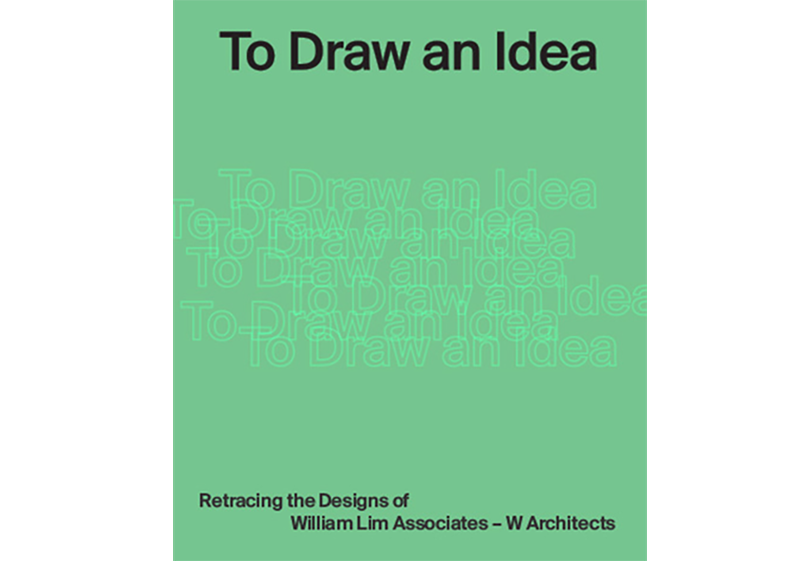 To Draw an Idea
To Draw an Idea
To Draw an Idea
To Draw an Idea
To Draw an Idea
To Draw an Idea
To Draw an Idea
To Draw an Idea
Retracing the Designs of
William Lim Associates – W Architects